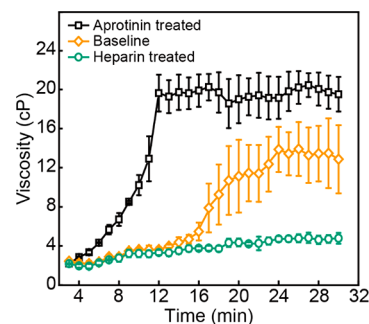 Aprotinin treated
Baseline
Heparin treated
Viscosity (cP)
28
24
20
16
12
8
4
0
4 8 12 16 20 24 28 32
Time (min)